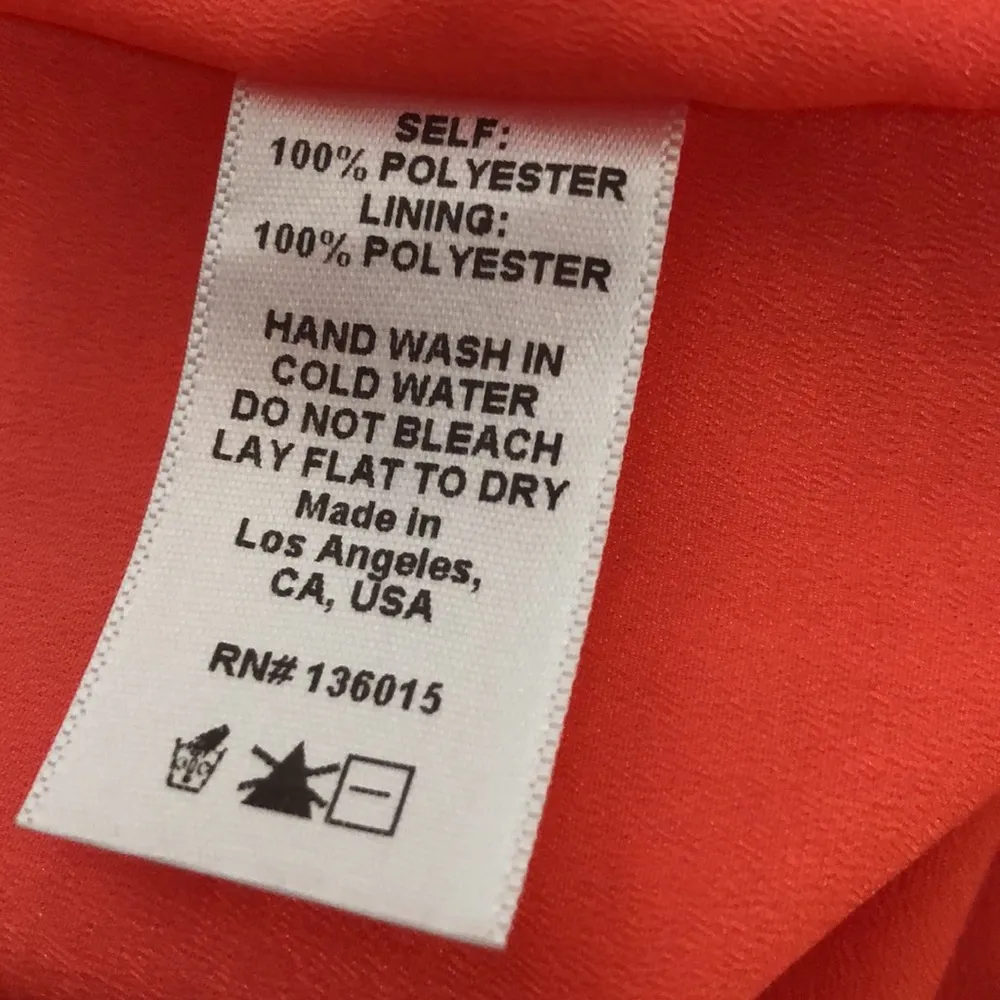 SELF:
100% POLYESTER
LINING:
100% POLYESTER
HAND WASH IN
COLD WATER
DO NOT BLEACH
LAY FLAT TO DRY
Made in
Los Angeles,
CA, USA
RN# 136015